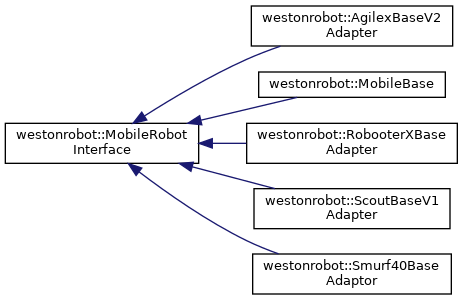 westonrobot::AgilexBaseV2
Adapter
westonrobot::MobileBase
westonrobot::MobileRobot
Interface
westonrobot::RobooterXBase
Adapter
westonrobot::ScoutBaseV1
Adapter
westonrobot::Smurf40Base
Adaptor